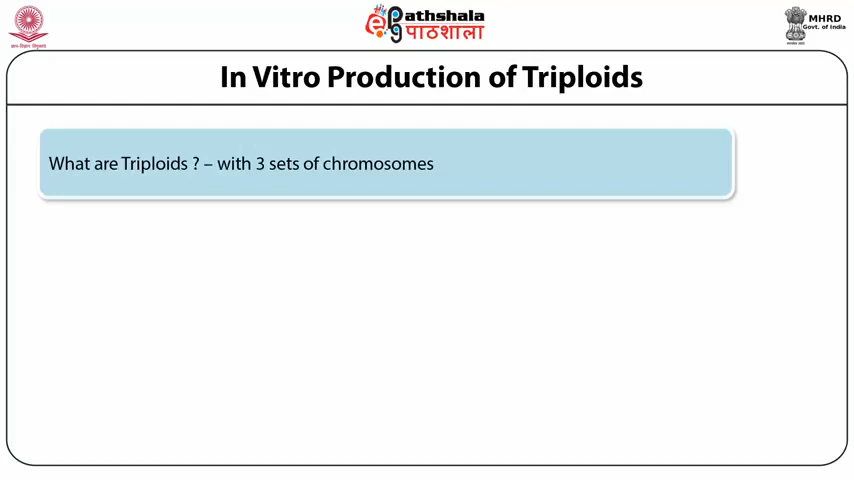 ePathshala
पाठशाला
MHRD
Govt. of India
In Vitro Production of Triploids
What are Triploids ? – with 3 sets of chromosomes